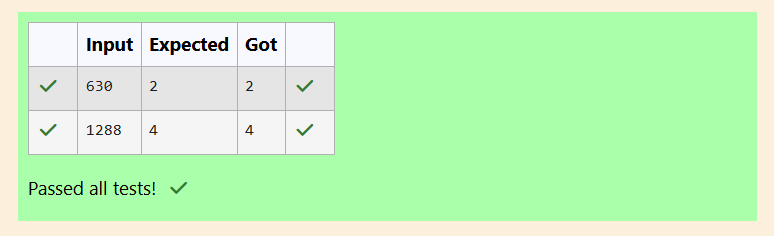 Input Expected Got
630 2 2
1288 4 4
Passed all tests!